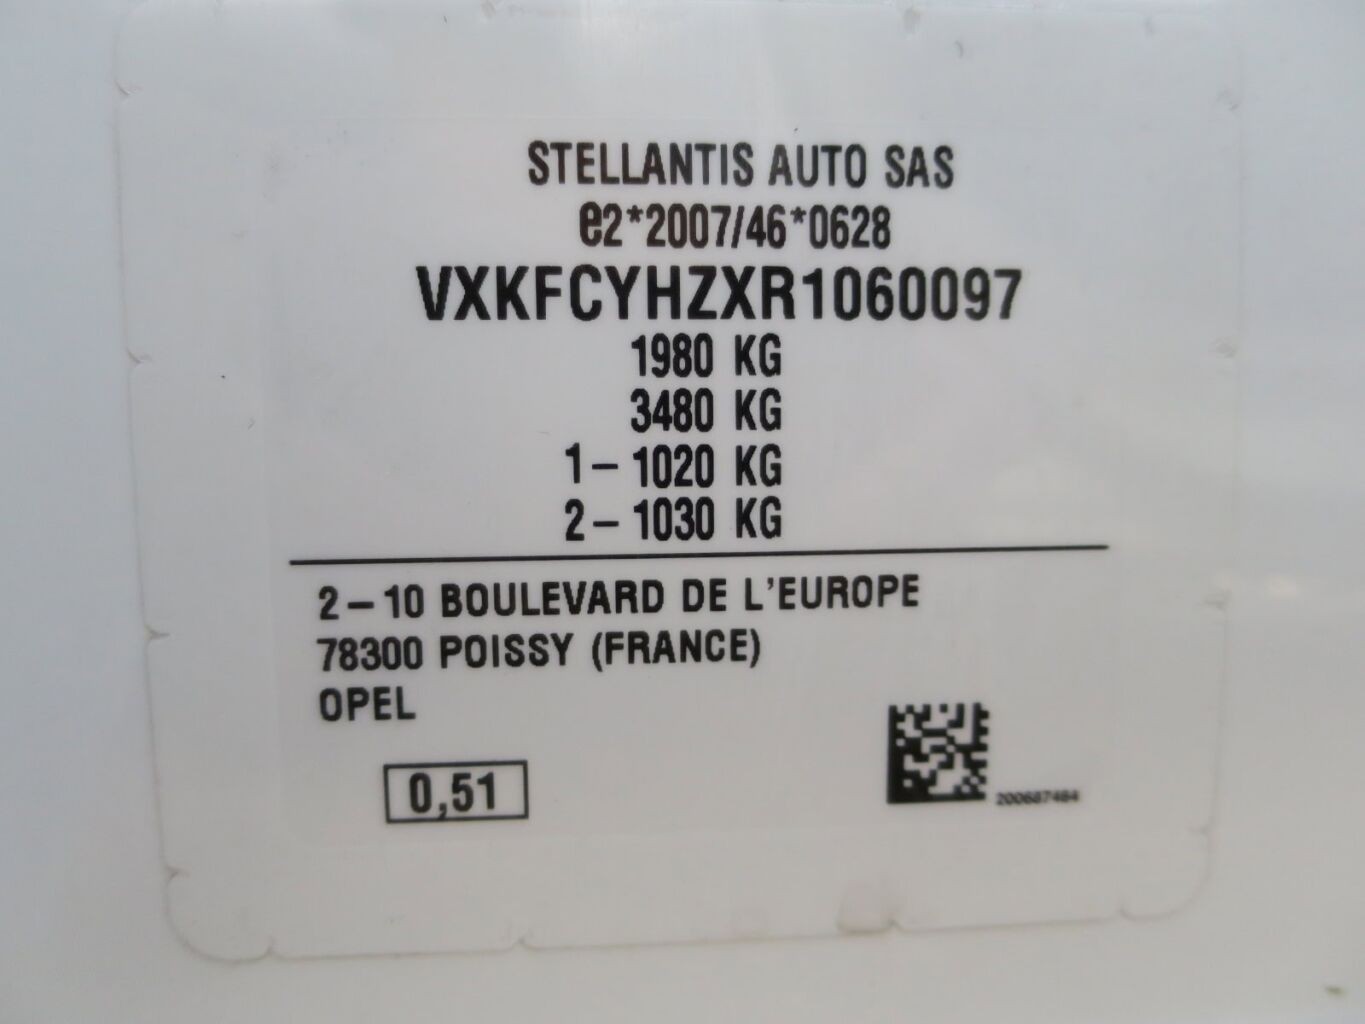 STELLANTIS AUTO SAS
e2*2007/46*0628
VXKFCYHZXR1060097
1980 KG
3480 KG
1 – 1020 KG
2 – 1030 KG
2 – 10 BOULEVARD DE L'EUROPE
78300 POISSY (FRANCE)
OPEL
0,51
200687484